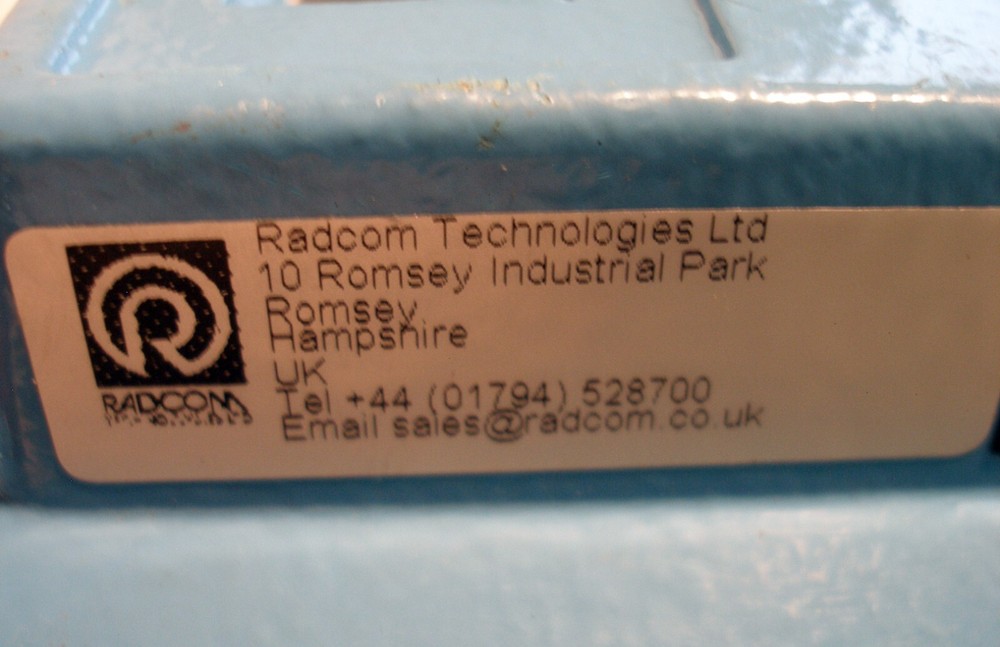 Radcom Technologies Ltd
10 Romsey Industrial Park
Romsey
Hampshire
UK
Tel +44 (01794) 528700
Email sales@radcom.co.uk
RADCOM
TECHNOLOGIES